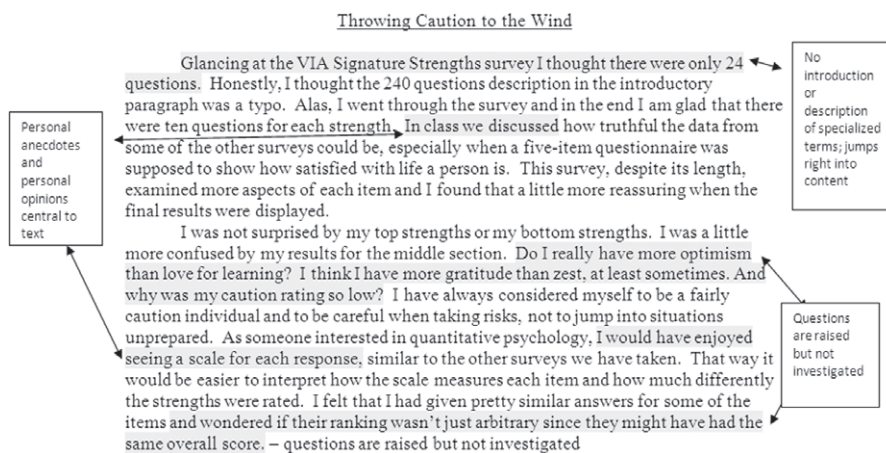 Throwing Caution to the Wind
Glancing at the VIA Signature Strengths survey I thought there were only 24
questions.  Honestly, I thought the 240 questions description in the introductory
paragraph was a typo.  Alas, I went through the survey and in the end I am glad that there
were ten questions for each strength.  In class we discussed how truthful the data from
some of the other surveys could be, especially when a five-item questionnaire was
supposed to show how satisfied with life a person is.  This survey, despite its length,
examined more aspects of each item and I found that a little more reassuring when the
final results were displayed.
I was not surprised by my top strengths or my bottom strengths.  I was a little
more confused by my results for the middle section.  Do I really have more optimism
than love for learning?  I think I have more gratitude than zest, at least sometimes. And
why was my caution rating so low?  I have always considered myself to be a fairly
caution individual and to be careful when taking risks, not to jump into situations
unprepared.  As someone interested in quantitative psychology, I would have enjoyed
seeing a scale for each response, similar to the other surveys we have taken.  That way it
would be easier to interpret how the scale measures each item and how much differently
the strengths were rated.  I felt that I had given pretty similar answers for some of the
items and wondered if their ranking wasn't just arbitrary since they might have had the
same overall score. – questions are raised but not investigated
Personal
anecdotes
and
personal
opinions
central to
text
No
introduction
or
description
of specialized
terms; jumps
right into
content
Questions
are raised
but not
investigated